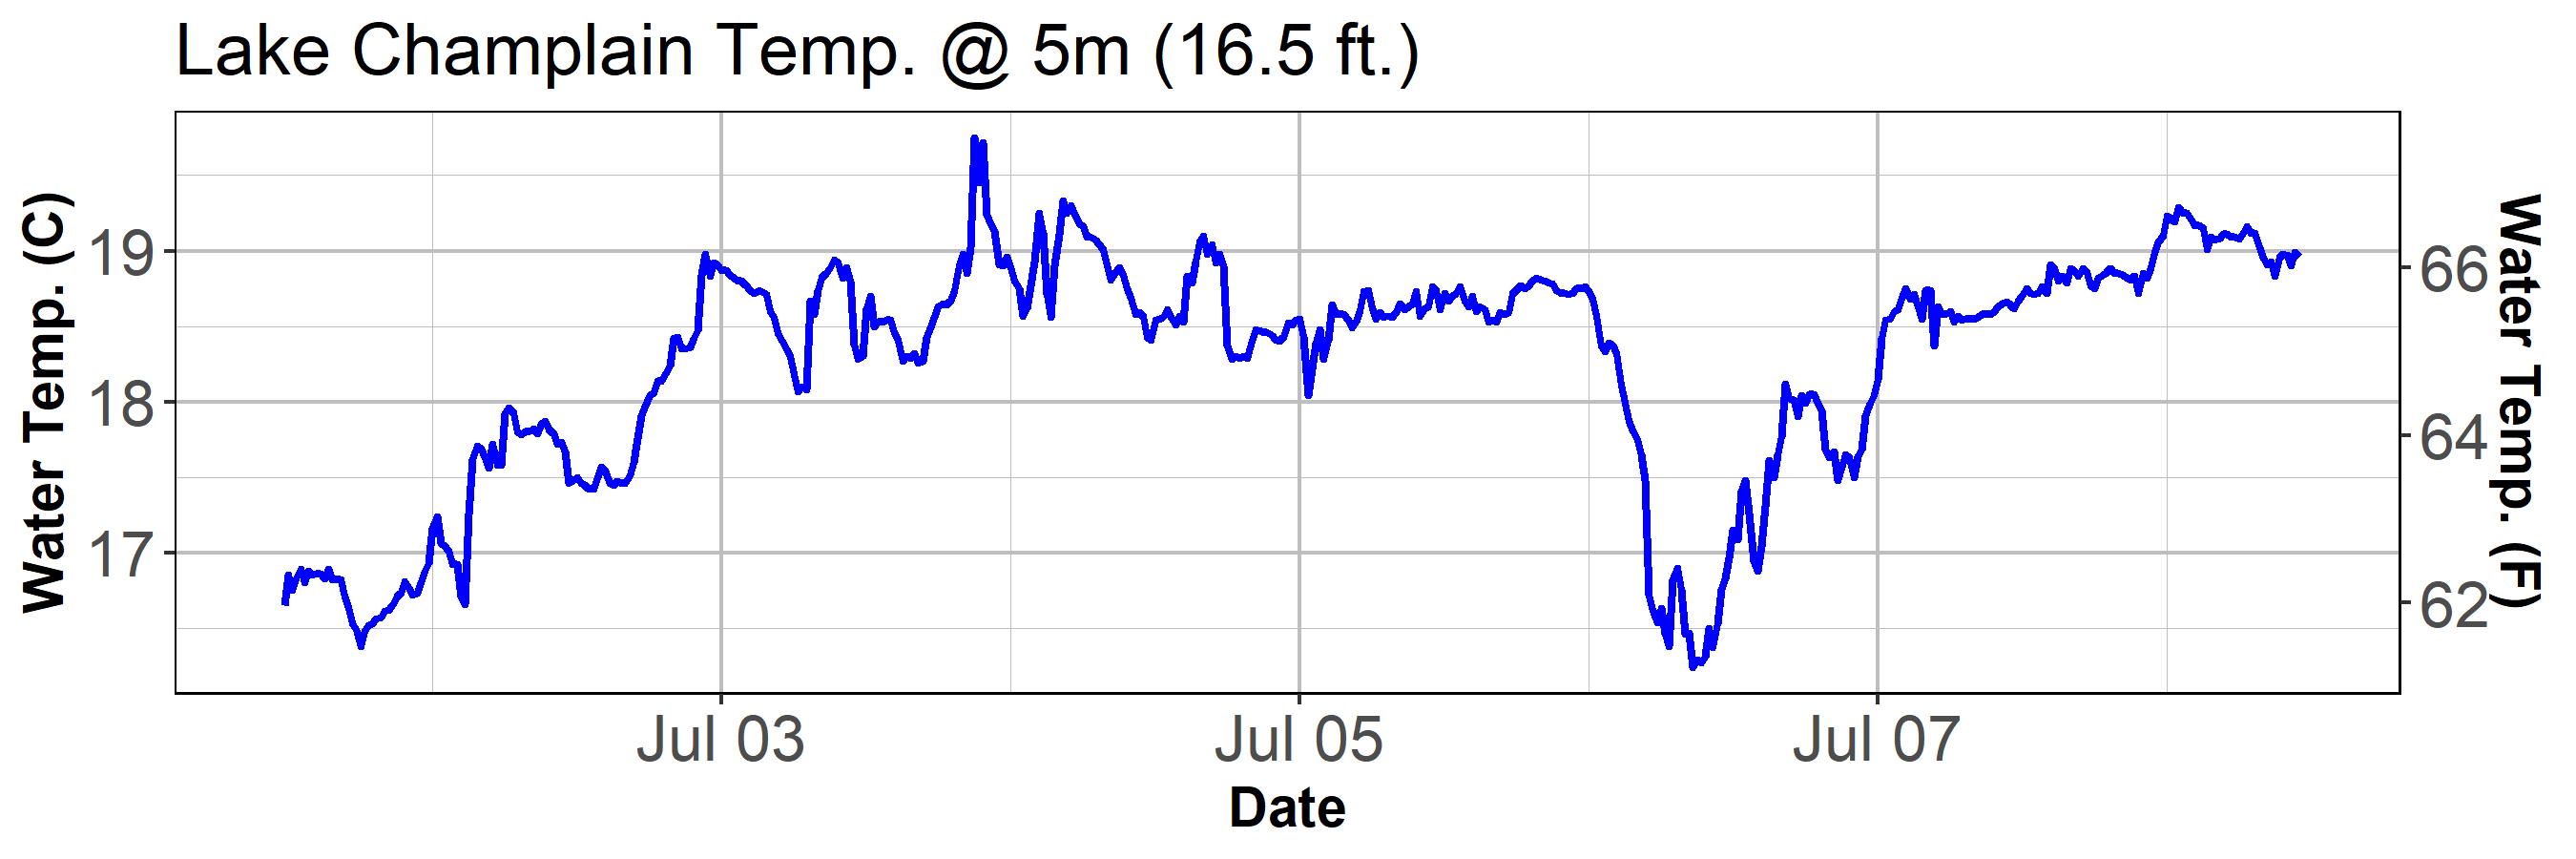 Lake Champlain Temp. @ 5m (16.5 ft.)
Water Temp. (C)
19
18
17
66
64
62
Water Temp. (F)
Jul 03 Jul 05 Jul 07
Date